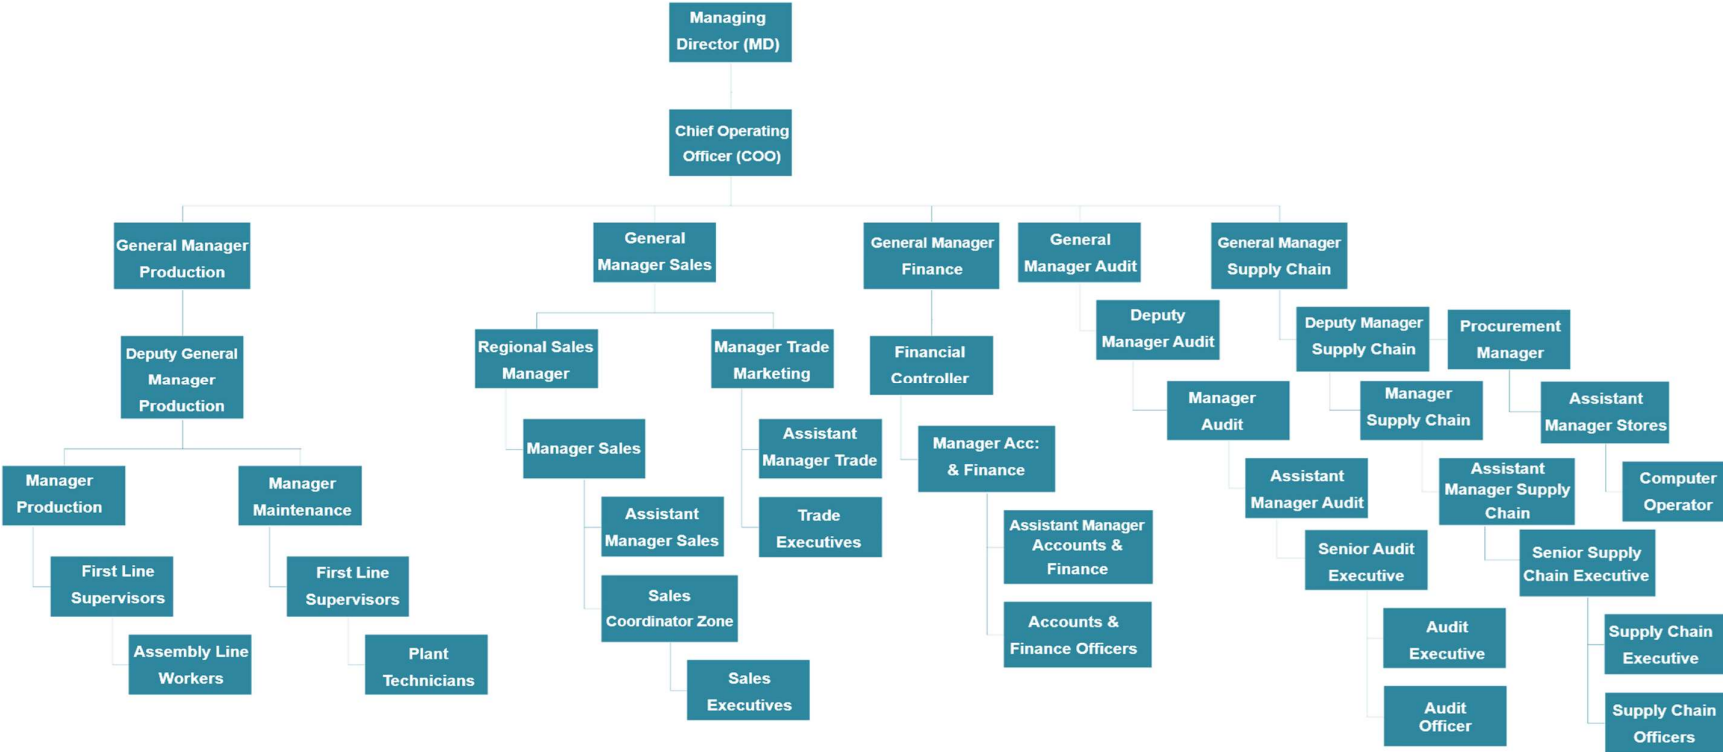 Managing
Director (MD)
Chief Operating
Officer (COO)
General Manager
Production
General
Manager Sales
General Manager
Finance
General
Manager Audit
General Manager
Supply Chain
Deputy General
Manager
Production
Manager
Production
First Line
Supervisors
Assembly Line
Workers
Manager
Maintenance
First Line
Supervisors
Plant
Technicians
Regional Sales
Manager
Manager Sales
Assistant
Manager Sales
Sales
Coordinator Zone
Sales
Executives
Manager Trade
Marketing
Assistant
Manager Trade
Trade
Executives
Financial
Controller
Manager Acc:
& Finance
Assistant Manager
Accounts &
Finance
Accounts &
Finance Officers
Deputy
Manager Audit
Manager
Audit
Assistant
Manager Audit
Senior Audit
Executive
Audit
Executive
Audit
Officer
Deputy Manager
Supply Chain
Manager
Supply Chain
Assistant
Manager Supply
Chain
Senior Supply
Chain Executive
Supply Chain
Executive
Supply Chain
Officers
Procurement
Manager
Assistant
Manager Stores
Computer
Operator